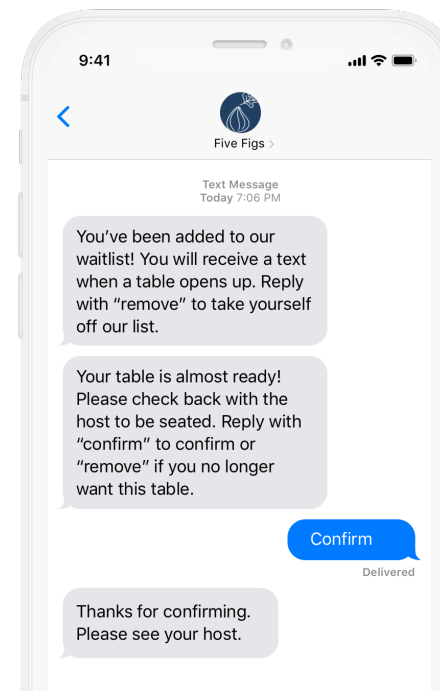 9:41
Five Figs
Text Message
Today 7:06 PM
You’ve been added to our
waitlist! You will receive a text
when a table opens up. Reply
with “remove” to take yourself
off our list.
Your table is almost ready!
Please check back with the
host to be seated. Reply with
“confirm” to confirm or
“remove” if you no longer
want this table.
Confirm
Delivered
Thanks for confirming.
Please see your host.